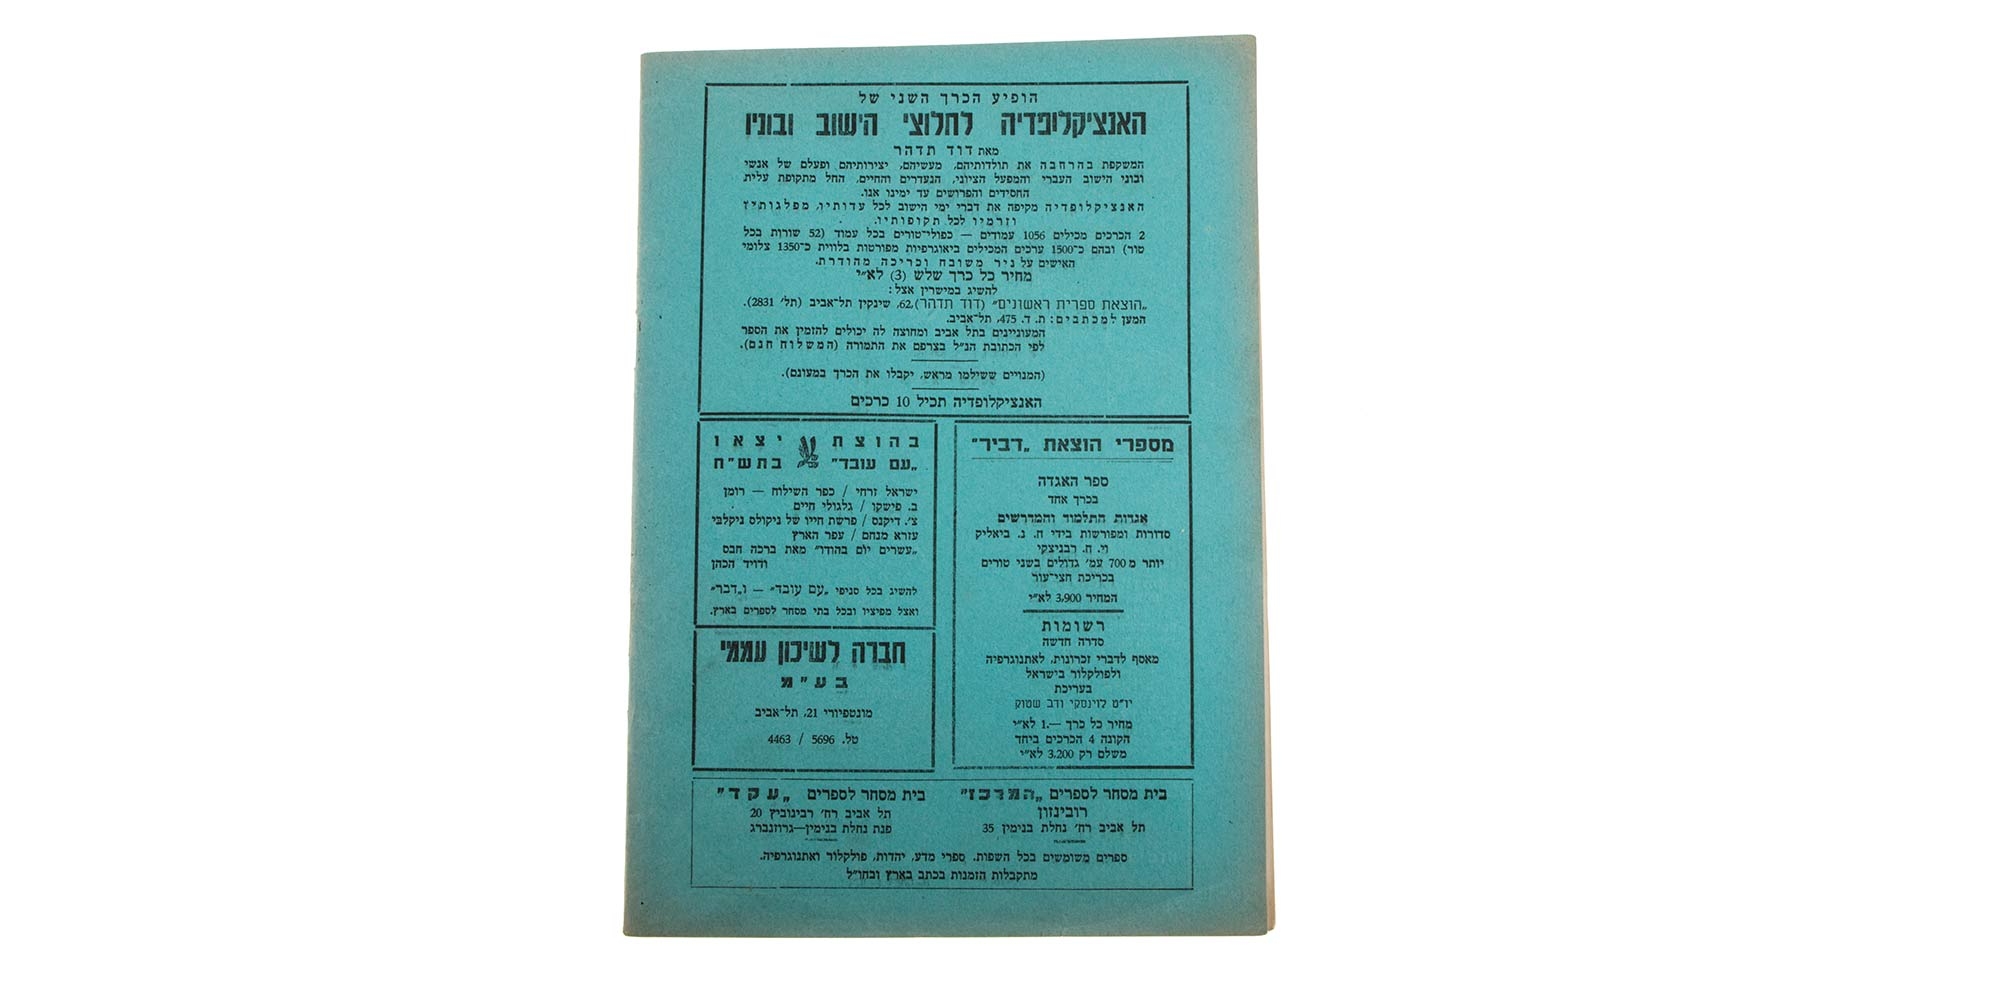 הופיע הכרך השני של
האנציקלופדיה לחלוצי הישוב ובוניו
מאת דוד תדהר
המשקפת בהרחבה את תולדותיהם, מעשיהם, יצירותיהם ופעלם של אנשי
ובוני הישוב העברי והמפעל הציוני, הנעדרים והחיים, החל מתקופת עלית
החסידים והפרושים עד ימינו אנו.
האנציקלופדיה מקיפה את דברי ימי הישוב לכל עדותיו, מפלגותיו
וזרמיו לכל תקופותיו.
2 הכרכים מכילים 1056 עמודים — כפולי־טורים בכל עמוד (52 שורות בכל
טור) ובהם כ־1500 ערכים המכילים ביאוגרפיות מפורטות בלווית כ־1350 צלומי
האישים על ניר משובח וכריכה מהודרת.
מחיר כל כרך שלש (3) לא"י
להשיג במישרין אצל:
„הוצאת ספרית ראשונים" (דוד תדהר), 62, שינקין תל־אביב (תל' 2831).
המען למכתבים: ת. ד. 475, תל־אביב.
המעוניינים בתל אביב ומחוצה לה יכולים להזמין את הספר
לפי הכתובת הנ"ל בצרפם את התמורה (המשלוח חנם).
(המנויים ששילמו מראש, יקבלו את הכרך במעונם).
האנציקלופדיה תכיל 10 כרכים
מספרי הוצאת „דביר"
ספר האגדה
בכרך אחד
אגדות התלמוד והמדרשים
סדורות ומפורשות בידי ח. נ. ביאליק
וי. ח. רבניצקי
יותר מ 700 עמ' גדולים בשני טורים
בכריכת חצי־עור
המחיר 3,900 לא"י
רשומות
סדרה חדשה
מאסף לדברי זכרונות, לאתנוגרפיה
ולפולקלור בישראל
בעריכת
יו"ט לוינסקי ודב שטוק
מחיר כל כרך —.1 לא"י
הקונה 4 הכרכים ביחד
משלם רק 3,200 לא"י
בהוצת יצאו
„עם עובד" בתש"ח
ישראל זרחי / כפר השילוח — רומן
ב. פישקו / גלגולי חיים
צ'. דיקנס / פרשת חייו של ניקולס ניקלבי
עזרא מנחם / עפר הארץ
„עשרים יום בהודו" מאת ברכה חבס
ודויד הכהן
להשיג בכל סניפי „עם עובד" — ו„דבר"
ואצל מפיציו ובכל בתי מסחר לספרים בארץ.
חברה לשיכון עממי
בע"מ
מונטפיורי 21, תל־אביב
טל. 5696 / 4463
בית מסחר לספרים „המרכז"
רובינזון
תל אביב רח' נחלת בנימין 35
בית מסחר לספרים „עקד"
תל אביב רח' רבינוביץ 20
פנת נחלת בנימין—גרוזנברג
ספרים משומשים בכל השפות. ספרי מדע, יהדות, פולקלור ואתנוגרפיה.
מתקבלות הזמנות בכתב בארץ ובחו"ל